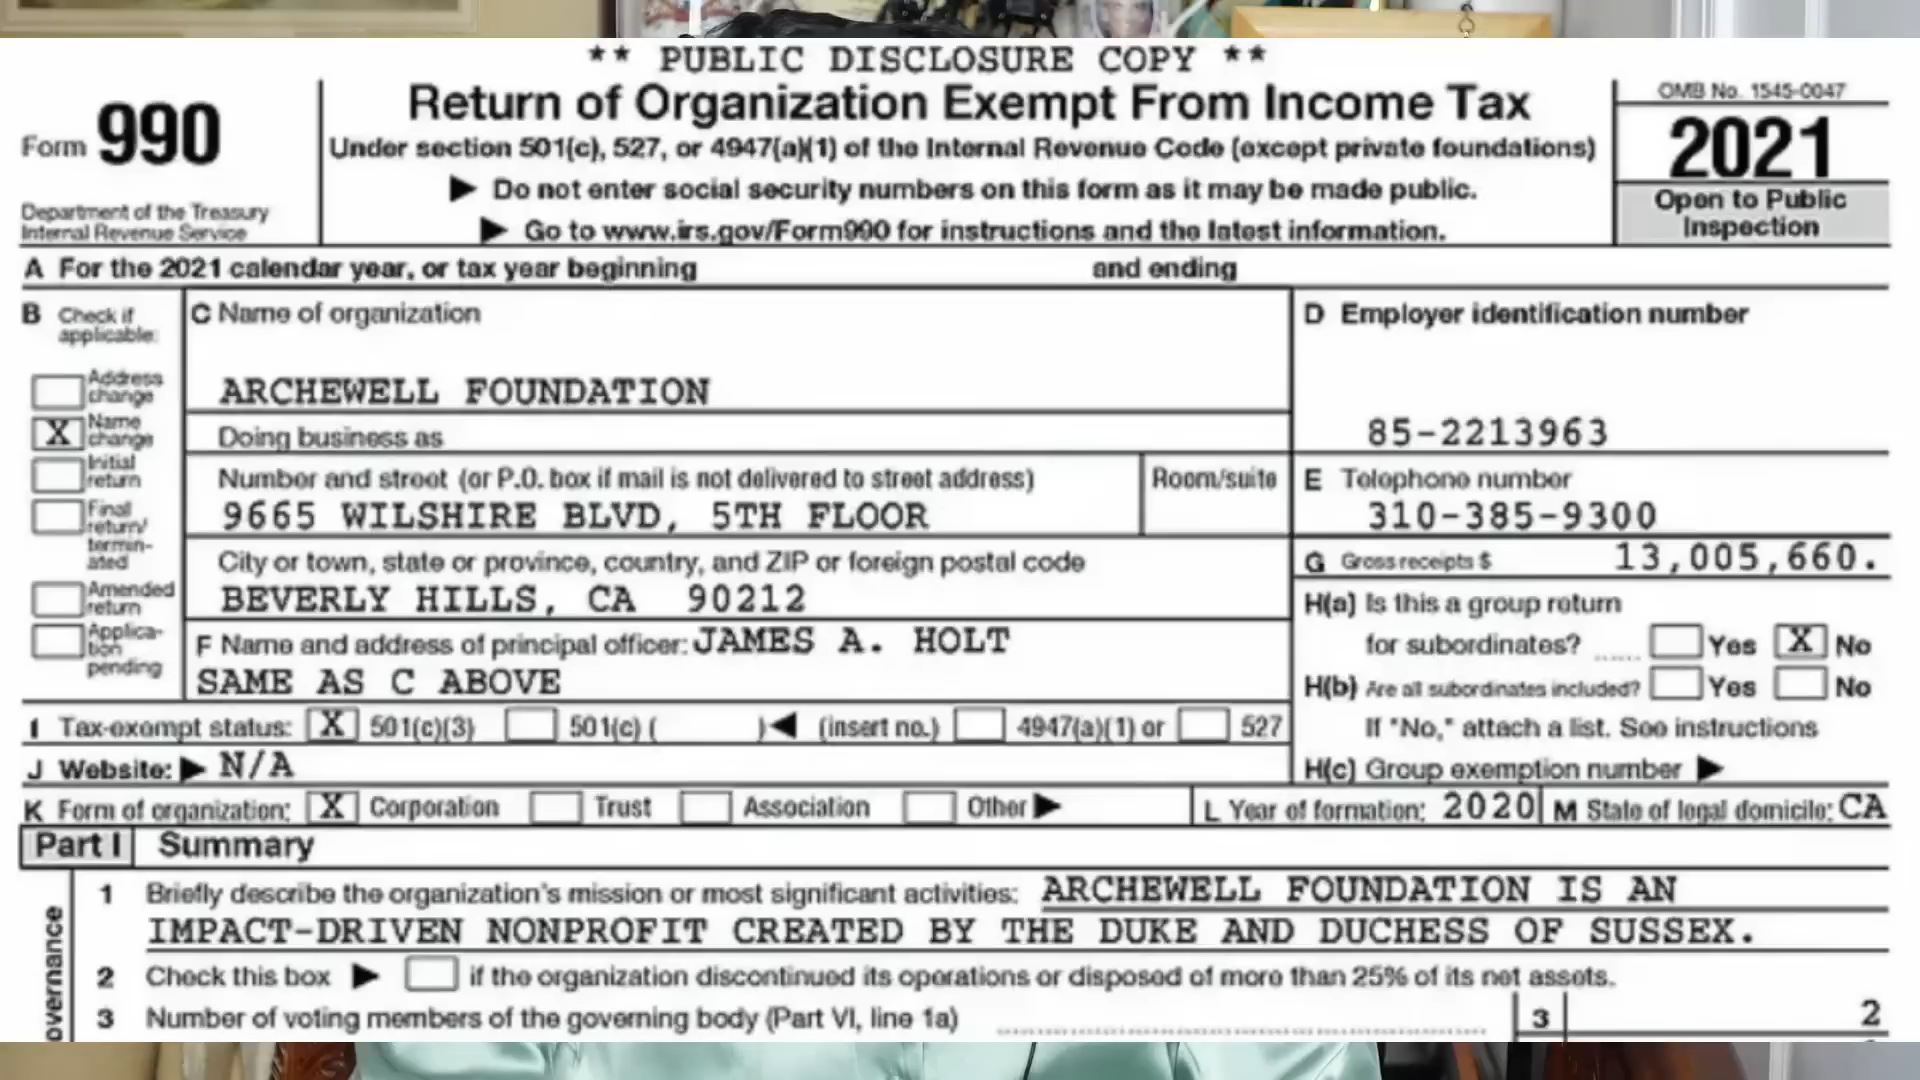 ** PUBLIC DISCLOSURE COPY **
Form 990
Return of Organization Exempt From Income Tax
OMB No. 1545-0047
Under section 501(c), 527, or 4947(a)(1) of the Internal Revenue Code (except private foundations)
2021
▶ Do not enter social security numbers on this form as it may be made public.
Department of the Treasury
Internal Revenue Service
▶ Go to www.irs.gov/Form990 for instructions and the latest information.
Open to Public
Inspection
A For the 2021 calendar year, or tax year beginning and ending
B Check if
applicable:
Address
change
X Name
change
Initial
return
Final
return/
termin-
ated
Amended
return
Applica-
tion
pending
C Name of organization
ARCHEWELL FOUNDATION
Doing business as
Number and street (or P.O. box if mail is not delivered to street address) Room/suite
9665 WILSHIRE BLVD, 5TH FLOOR
City or town, state or province, country, and ZIP or foreign postal code
BEVERLY HILLS, CA 90212
F Name and address of principal officer: JAMES A. HOLT
SAME AS C ABOVE
D Employer identification number
85-2213963
E Telephone number
310-385-9300
G Gross receipts $ 13,005,660.
H(a) Is this a group return
for subordinates? ...... Yes X No
H(b) Are all subordinates included? Yes No
If "No," attach a list. See instructions
H(c) Group exemption number ▶
I Tax-exempt status: X 501(c)(3) 501(c) ( )◀ (insert no.) 4947(a)(1) or 527
J Website: ▶ N/A
K Form of organization: X Corporation Trust Association Other ▶
L Year of formation: 2020 M State of legal domicile: CA
Part I Summary
1 Briefly describe the organization's mission or most significant activities: ARCHEWELL FOUNDATION IS AN
IMPACT-DRIVEN NONPROFIT CREATED BY THE DUKE AND DUCHESS OF SUSSEX.
2 Check this box ▶ if the organization discontinued its operations or disposed of more than 25% of its net assets.
3 Number of voting members of the governing body (Part VI, line 1a) 3 2